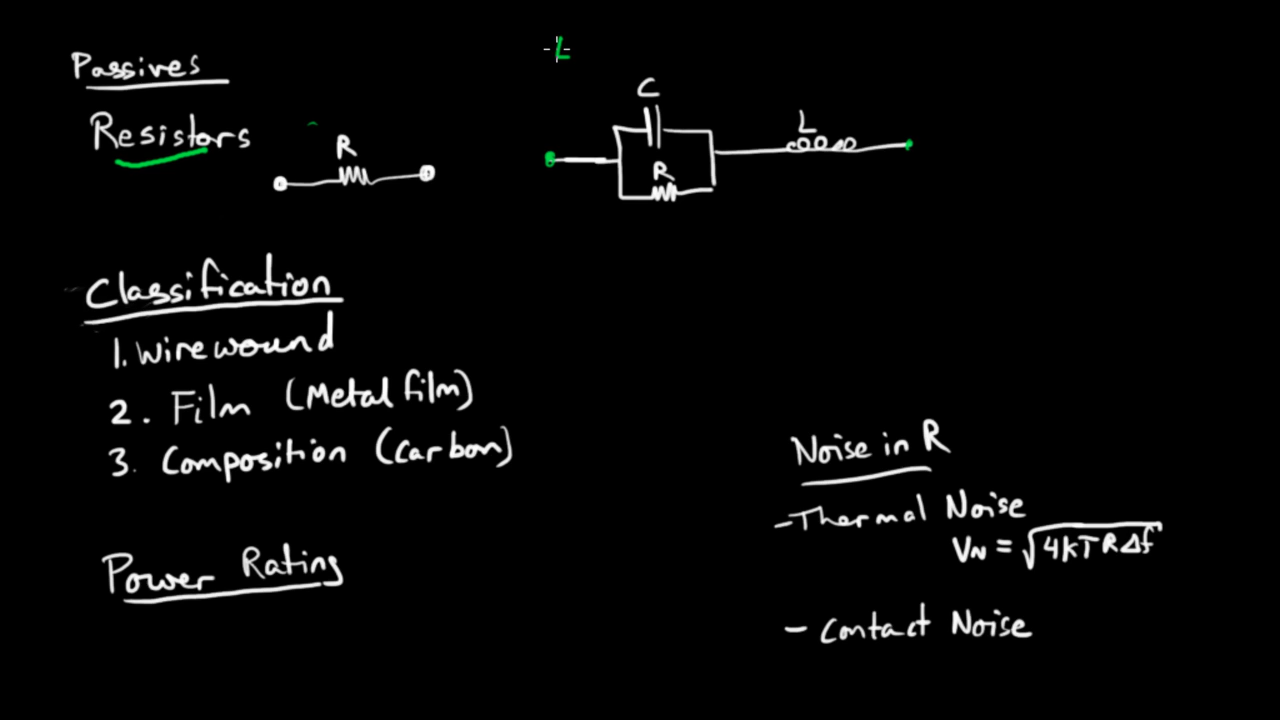 Passives
L
Resistors
R
C
R
L
Classification
1. Wirewound
2. Film (Metal film)
3. Composition (Carbon)
Noise in R
- Thermal Noise
VN = √4kTRΔf
Power Rating
- Contact Noise